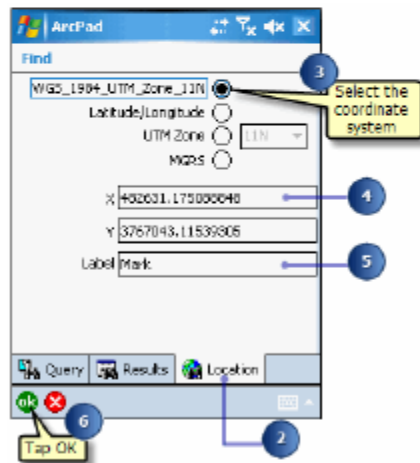 ArcPad
Find
WGS_1984_UTM_Zone_11N
3
Select the
coordinate
system
Latitude/Longitude
UTM Zone
11N
MGRS
X 482631.175088848
4
Y 3767043.11539305
Label Mark
5
Query
Results
Location
ok
6
2
Tap OK